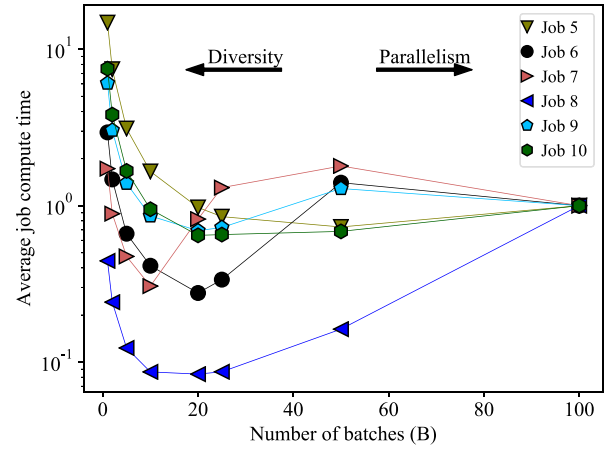 Job 5
Job 6
Job 7
Job 8
Job 9
Job 10
Diversity
Parallelism
10¹
10⁰
10⁻¹
Average job compute time
0
20
40
60
80
100
Number of batches (B)